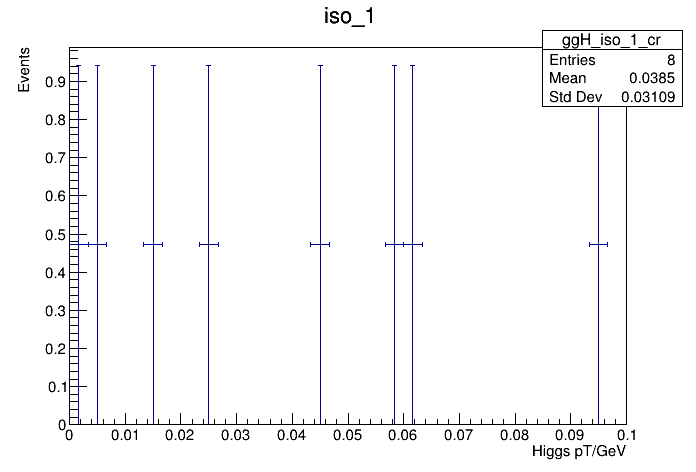 iso_1
ggH_iso_1_cr
Entries 8
Mean 0.0385
Std Dev 0.03109
Events
0.9
0.8
0.7
0.6
0.5
0.4
0.3
0.2
0.1
0
0 0.01 0.02 0.03 0.04 0.05 0.06 0.07 0.08 0.09 0.1
Higgs pT/GeV